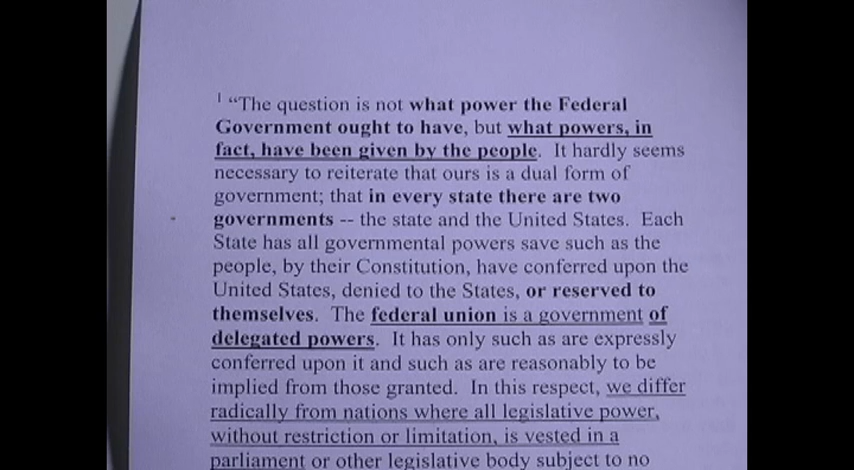 1 “The question is not what power the Federal
Government ought to have, but what powers, in
fact, have been given by the people. It hardly seems
necessary to reiterate that ours is a dual form of
government; that in every state there are two
governments -- the state and the United States. Each
State has all governmental powers save such as the
people, by their Constitution, have conferred upon the
United States, denied to the States, or reserved to
themselves. The federal union is a government of
delegated powers. It has only such as are expressly
conferred upon it and such as are reasonably to be
implied from those granted. In this respect, we differ
radically from nations where all legislative power,
without restriction or limitation, is vested in a
parliament or other legislative body subject to no